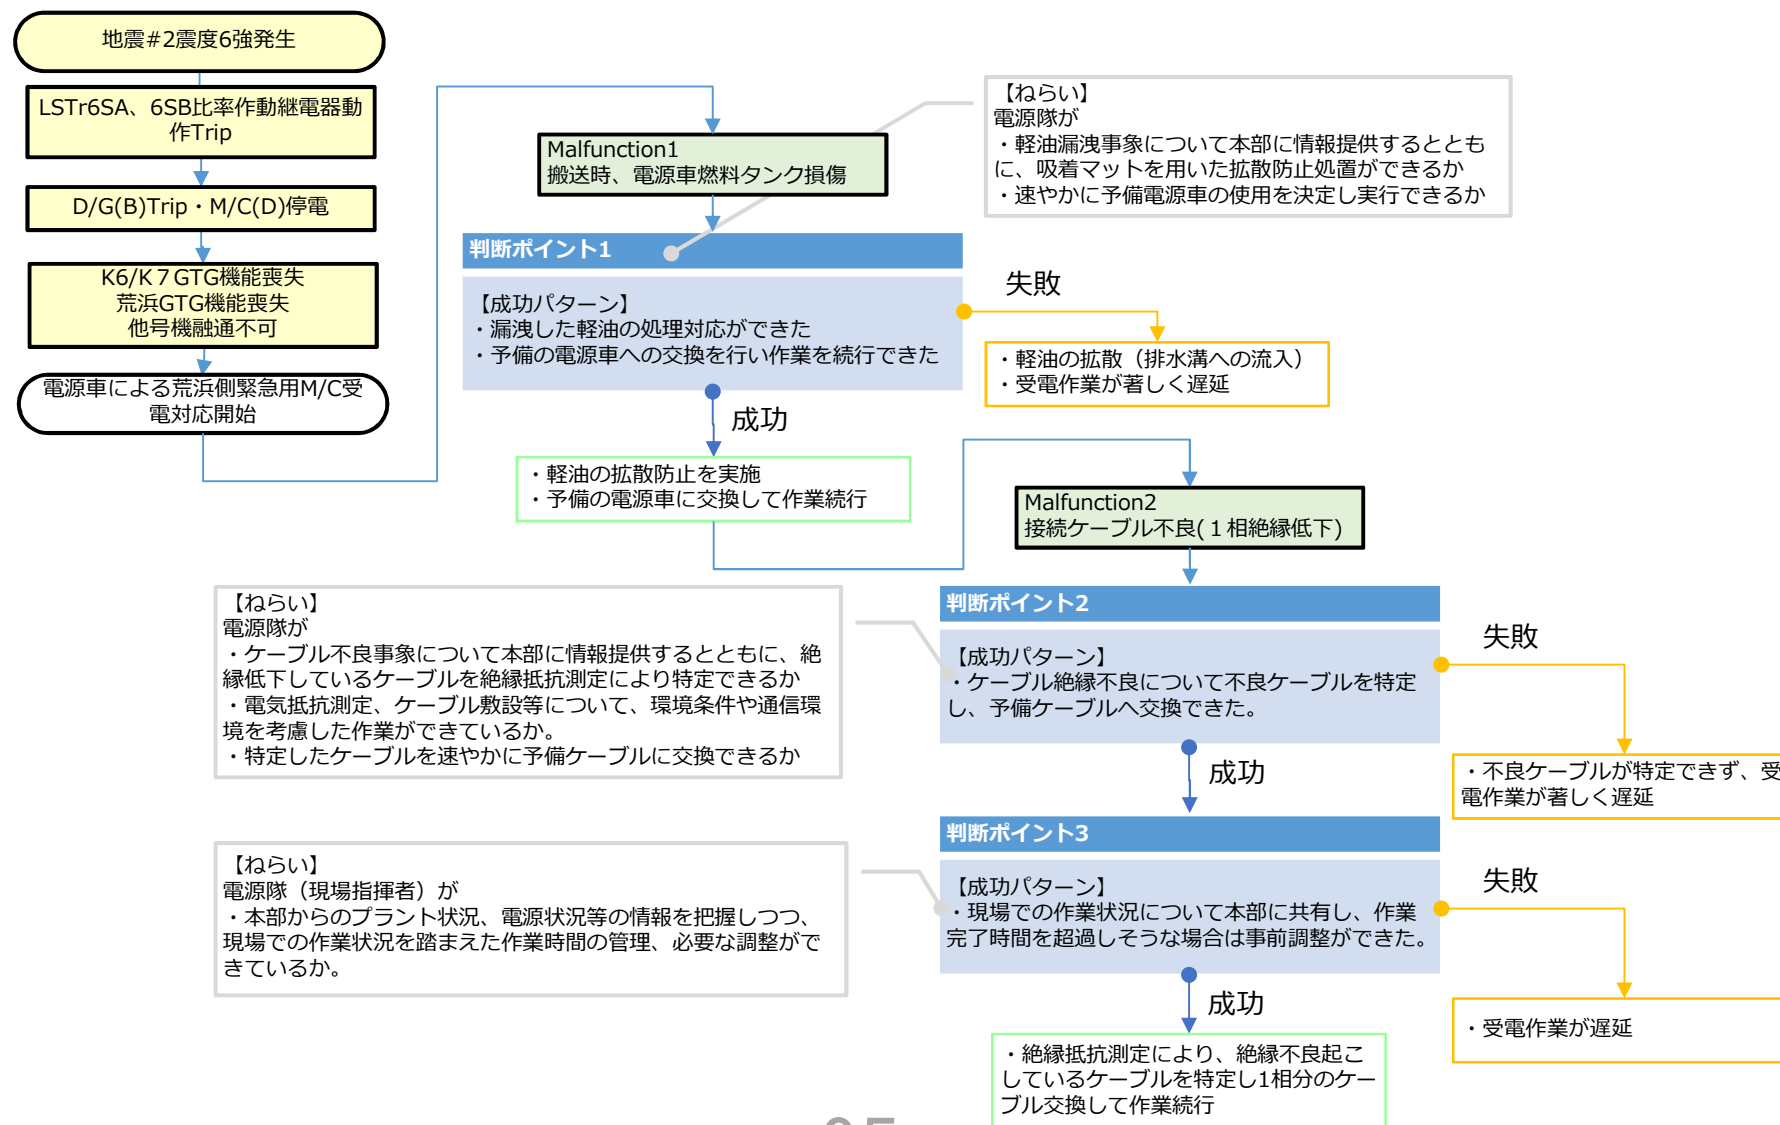 地震#2震度6強発生
LSTr6SA、6SB比率作動継電器動
作Trip
D/G(B)Trip・M/C(D)停電
K6/K７GTG機能喪失
荒浜GTG機能喪失
他号機融通不可
電源車による荒浜側緊急用M/C受
電対応開始
Malfunction1
搬送時、電源車燃料タンク損傷
【ねらい】
電源隊が
・軽油漏洩事象について本部に情報提供するととも
に、吸着マットを用いた拡散防止処置ができるか
・速やかに予備電源車の使用を決定し実行できるか
判断ポイント1
【成功パターン】
・漏洩した軽油の処理対応ができた
・予備の電源車への交換を行い作業を続行できた
失敗
・軽油の拡散（排水溝への流入）
・受電作業が著しく遅延
成功
・軽油の拡散防止を実施
・予備の電源車に交換して作業続行
Malfunction2
接続ケーブル不良(１相絶縁低下)
【ねらい】
電源隊が
・ケーブル不良事象について本部に情報提供するとともに、絶
縁低下しているケーブルを絶縁抵抗測定により特定できるか
・電気抵抗測定、ケーブル敷設等について、環境条件や通信環
境を考慮した作業ができているか。
・特定したケーブルを速やかに予備ケーブルに交換できるか
判断ポイント2
【成功パターン】
・ケーブル絶縁不良について不良ケーブルを特定
し、予備ケーブルへ交換できた。
失敗
・不良ケーブルが特定できず、受
電作業が著しく遅延
成功
判断ポイント3
【ねらい】
電源隊（現場指揮者）が
・本部からのプラント状況、電源状況等の情報を把握しつつ、
現場での作業状況を踏まえた作業時間の管理、必要な調整がで
きているか。
【成功パターン】
・現場での作業状況について本部に共有し、作業
完了時間を超過しそうな場合は事前調整ができた。
失敗
・受電作業が遅延
成功
・絶縁抵抗測定により、絶縁不良起こ
しているケーブルを特定し1相分のケー
ブル交換して作業続行